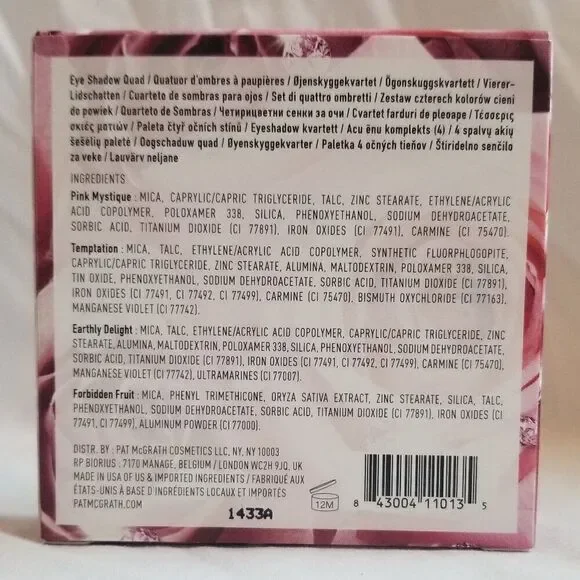 Eye Shadow Quad / Quatuor d'ombres à paupières / Øjenskyggekvartet / Ögonskuggskvartett / Vierer-
Lidschatten / Cuarteto de sombras para ojos / Set di quattro ombretti / Zestaw czterech kolorów cieni
do powiek / Quarteto de Sombras / Четирицветни сенки за очи / Cvartet farduri de pleoape / Τέσσερις
σκιές ματιών / Paleta čtyř očních stínů / Eyeshadow kvartett / Acu ēnu komplekts (4) / 4 spalvų akių
šešėlių paletė / Oogschaduw quad / Øyenskyggekvarter / Paletka 4 očných tieňov / Štiridelno senčilo
za veke / Lauvärv neljane
INGREDIENTS
Pink Mystique : MICA, CAPRYLIC/CAPRIC TRIGLYCERIDE, TALC, ZINC STEARATE, ETHYLENE/ACRYLIC
ACID COPOLYMER, POLOXAMER 338, SILICA, PHENOXYETHANOL, SODIUM DEHYDROACETATE,
SORBIC ACID, TITANIUM DIOXIDE (CI 77891), IRON OXIDES (CI 77491), CARMINE (CI 75470).
Temptation : MICA, TALC, ETHYLENE/ACRYLIC ACID COPOLYMER, SYNTHETIC FLUORPHLOGOPITE,
CAPRYLIC/CAPRIC TRIGLYCERIDE, ZINC STEARATE, ALUMINA, MALTODEXTRIN, POLOXAMER 338, SILICA,
TIN OXIDE, PHENOXYETHANOL, SODIUM DEHYDROACETATE, SORBIC ACID, TITANIUM DIOXIDE (CI 77891),
IRON OXIDES (CI 77491, CI 77492, CI 77499), CARMINE (CI 75470), BISMUTH OXYCHLORIDE (CI 77163),
MANGANESE VIOLET (CI 77742).
Earthly Delight : MICA, TALC, ETHYLENE/ACRYLIC ACID COPOLYMER, CAPRYLIC/CAPRIC TRIGLYCERIDE, ZINC
STEARATE, ALUMINA, MALTODEXTRIN, POLOXAMER 338, SILICA, PHENOXYETHANOL, SODIUM DEHYDROACETATE,
SORBIC ACID, TITANIUM DIOXIDE (CI 77891), IRON OXIDES (CI 77491, CI 77492, CI 77499), CARMINE (CI 75470),
MANGANESE VIOLET (CI 77742), ULTRAMARINES (CI 77007).
Forbidden Fruit : MICA, PHENYL TRIMETHICONE, ORYZA SATIVA EXTRACT, ZINC STEARATE, SILICA, TALC,
PHENOXYETHANOL, SODIUM DEHYDROACETATE, SORBIC ACID, TITANIUM DIOXIDE (CI 77891), IRON OXIDES (CI
77491, CI 77499), ALUMINUM POWDER (CI 77000).
DISTR. BY : PAT McGRATH COSMETICS LLC, NY, NY 10003
RP BIORIUS : 7170 MANAGE, BELGIUM / LONDON WC2H 9JQ, UK
MADE IN USA OF US & IMPORTED INGREDIENTS / FABRIQUÉ AUX
ÉTATS-UNIS À BASE D'INGRÉDIENTS LOCAUX ET IMPORTÉS
PATMcGRATH.COM
1433A
12M
8 43004 11013 5